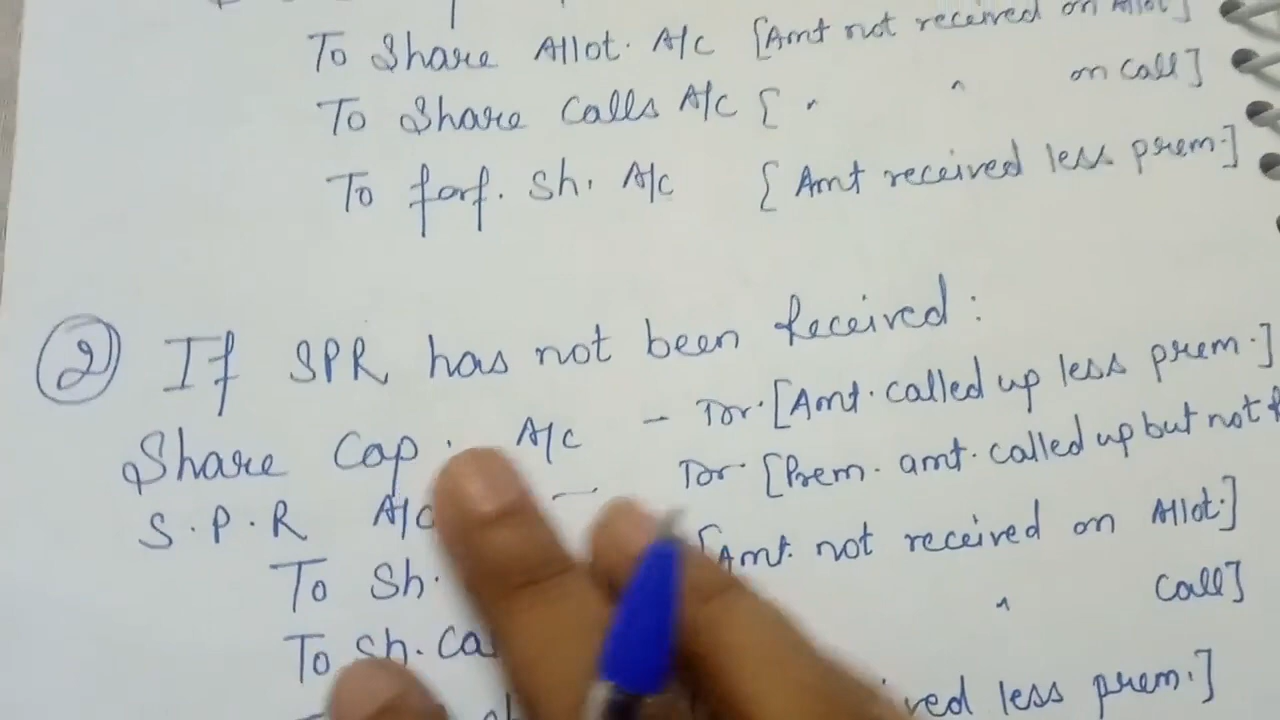 To Share Allot. A/c [Amt not received on Allot]
To Share Calls A/c [ " " on call]
To forf. Sh. A/c [Amt received less prem.]
② If SPR has not been Received:
Share Cap. A/c - Dr. [Amt. called up less prem.]
S.P.R A/c - Dr. [Prem. amt. called up but not
To Sh. [Amt. not received on Allot.]
To Sh. Ca " Call]
less prem.]